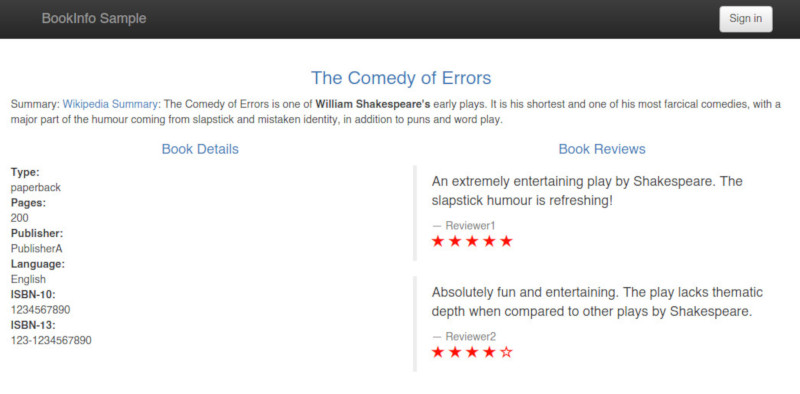 BookInfo Sample
Sign in
The Comedy of Errors
Summary: Wikipedia Summary: The Comedy of Errors is one of William Shakespeare's early plays. It is his shortest and one of his most farcical comedies, with a
major part of the humour coming from slapstick and mistaken identity, in addition to puns and word play.
Book Details
Type:
paperback
Pages:
200
Publisher:
PublisherA
Language:
English
ISBN-10:
1234567890
ISBN-13:
123-1234567890
Book Reviews
An extremely entertaining play by Shakespeare. The
slapstick humour is refreshing!
— Reviewer1
Absolutely fun and entertaining. The play lacks thematic
depth when compared to other plays by Shakespeare.
— Reviewer2